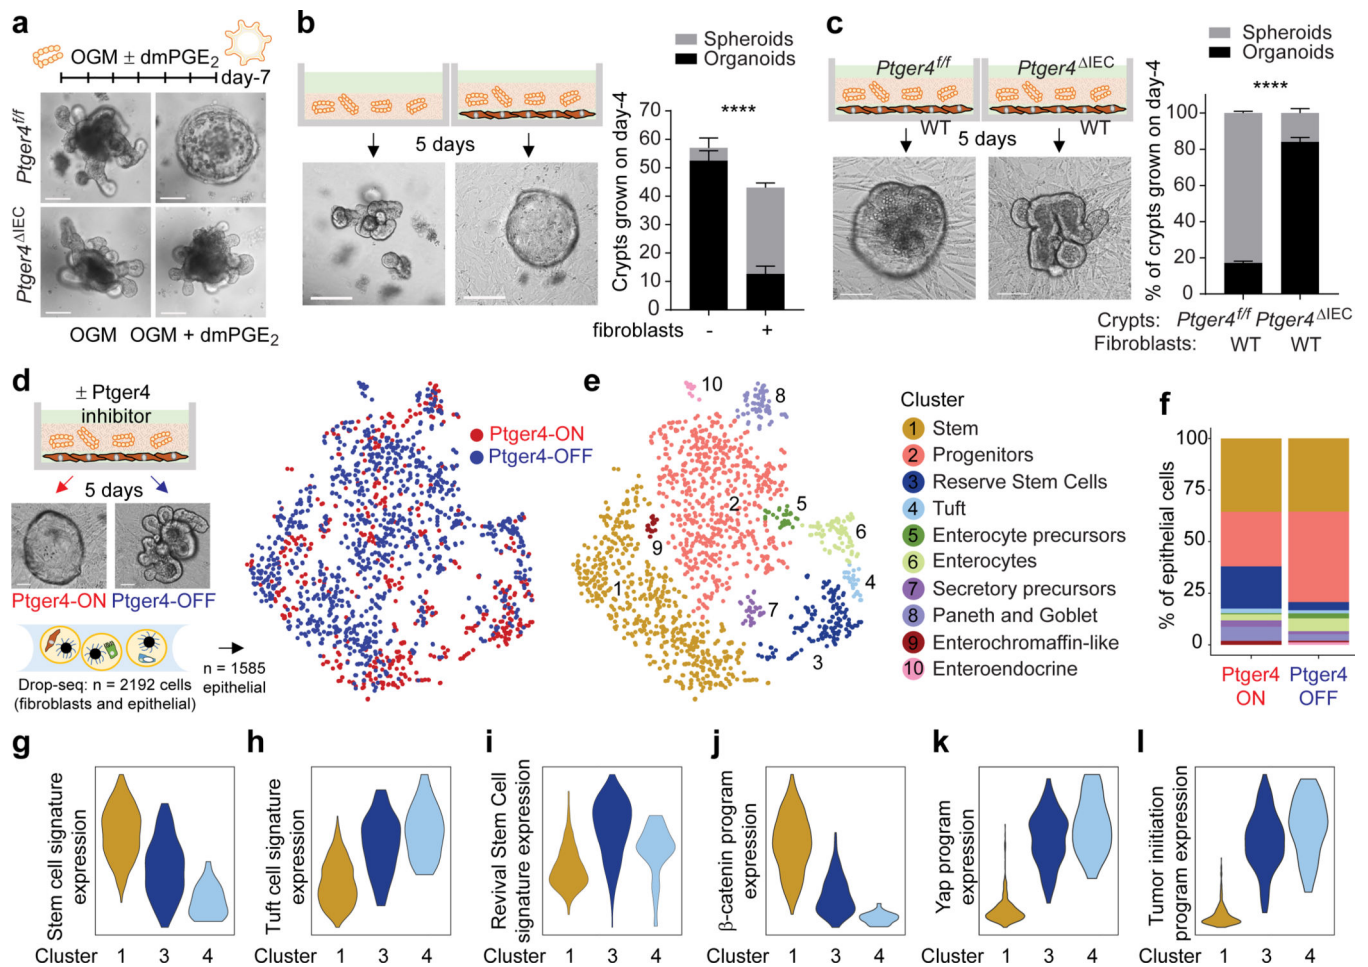 a
OGM ± dmPGE2
day-7
Ptger4f/f
Ptger4ΔIEC
OGM
OGM + dmPGE2
b
5 days
Spheroids
Organoids
****
Crypts grown on day-4
70
60
50
40
30
20
10
0
fibroblasts - +
c
Ptger4f/f
Ptger4ΔIEC
WT
WT
5 days
Spheroids
Organoids
****
% of crypts grown on day-4
100
80
60
40
20
0
Crypts: Ptger4f/f Ptger4ΔIEC
Fibroblasts: WT WT
d
± Ptger4
inhibitor
5 days
Ptger4-ON Ptger4-OFF
Drop-seq: n = 2192 cells
(fibroblasts and epithelial)
n = 1585
epithelial
Ptger4-ON
Ptger4-OFF
e
10
8
2
5
6
9
4
1
7
3
Cluster
1 Stem
2 Progenitors
3 Reserve Stem Cells
4 Tuft
5 Enterocyte precursors
6 Enterocytes
7 Secretory precursors
8 Paneth and Goblet
9 Enterochromaffin-like
10 Enteroendocrine
f
% of epithelial cells
100
75
50
25
0
Ptger4
ON
Ptger4
OFF
g
Stem cell signature
expression
Cluster 1 3 4
h
Tuft cell signature
expression
Cluster 1 3 4
i
Revival Stem Cell
signature expression
Cluster 1 3 4
j
β-catenin program
expression
Cluster 1 3 4
k
Yap program
expression
Cluster 1 3 4
l
Tumor iniitiation
program expression
Cluster 1 3 4